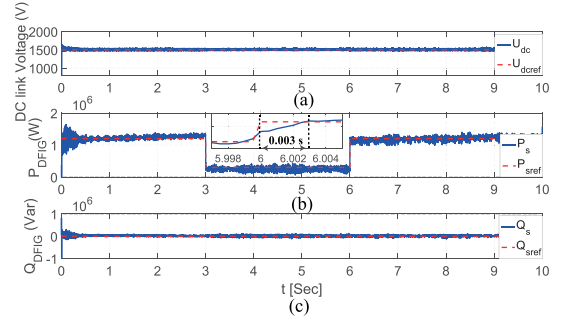 DC link Voltage (V)
2000
1500
1000
U_dc
U_dcref
0 1 2 3 4 5 6 7 8 9 10
(a)
×10^6
P_DFIG(W)
2
1
0
0.003 s
5.998 6 6.002 6.004
P_s
P_sref
0 1 2 3 4 5 6 7 8 9 10
(b)
×10^6
Q_DFIG (Var)
1
0
-1
Q_s
Q_sref
0 1 2 3 4 5 6 7 8 9 10
t [Sec]
(c)